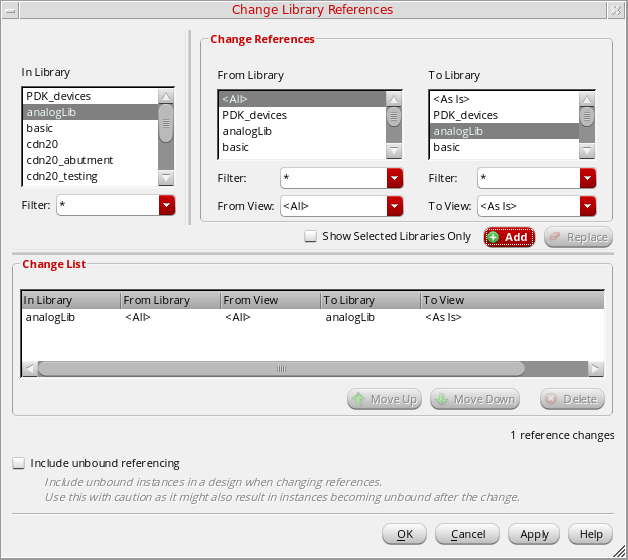 Change Library References
Change References
In Library
PDK_devices
analogLib
basic
cdn20
cdn20_abutment
cdn20_testing
Filter: *
From Library
<All>
PDK_devices
analogLib
basic
Filter: *
From View: <All>
To Library
<As Is>
PDK_devices
analogLib
basic
Filter: *
To View: <As Is>
Show Selected Libraries Only
Add
Replace
Change List
In Library From Library From View To Library To View
analogLib <All> <All> analogLib <As Is>
Move Up
Move Down
Delete
1 reference changes
Include unbound referencing
Include unbound instances in a design when changing references.
Use this with caution as it might also result in instances becoming unbound after the change.
OK
Cancel
Apply
Help